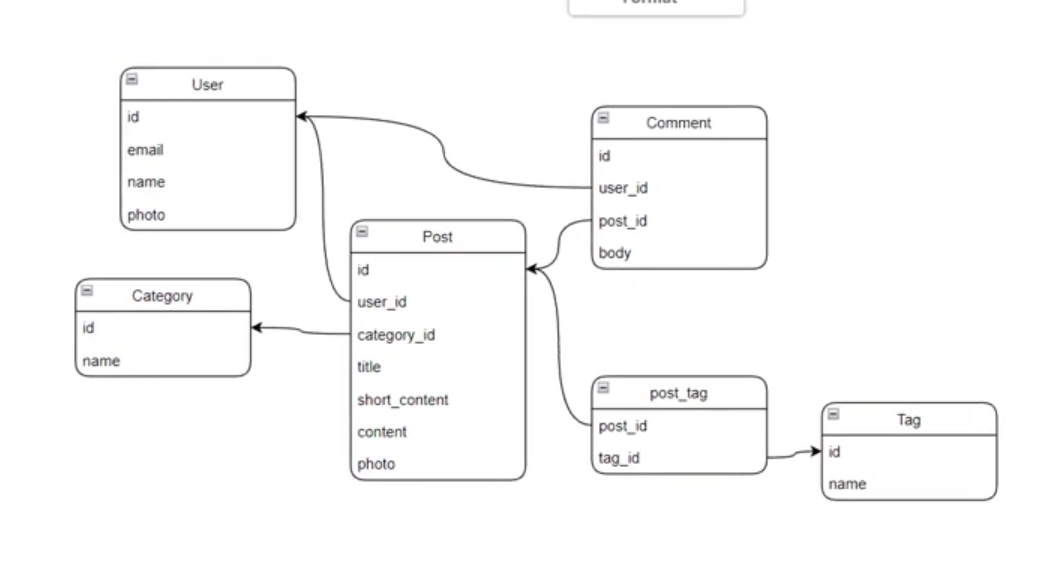 Format
User
id
email
name
photo
Comment
id
user_id
post_id
body
Post
id
user_id
category_id
title
short_content
content
photo
Category
id
name
post_tag
post_id
tag_id
Tag
id
name